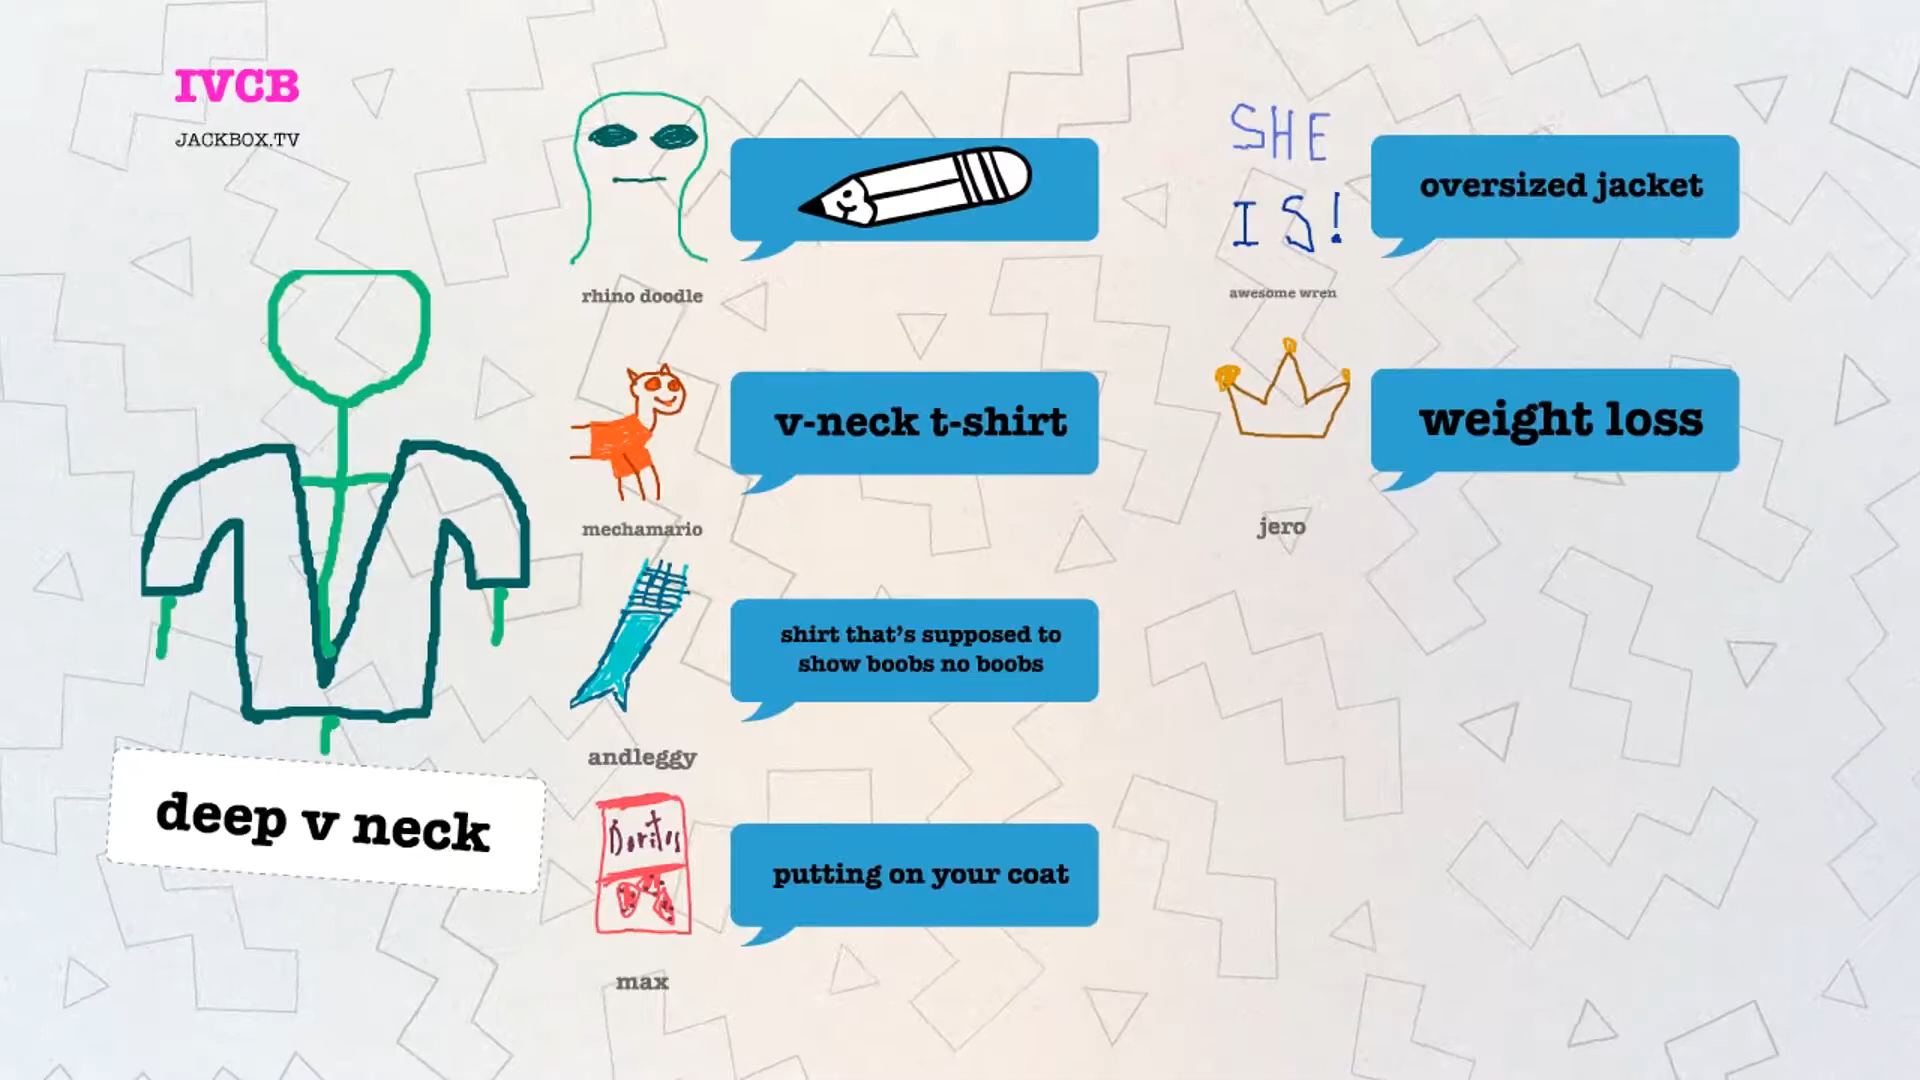 IVCB
JACKBOX.TV
rhino doodle
SHE
IS!
awesome wren
oversized jacket
mechamario
v-neck t-shirt
jero
weight loss
andleggy
shirt that's supposed to
show boobs no boobs
Doritos
max
putting on your coat
deep v neck